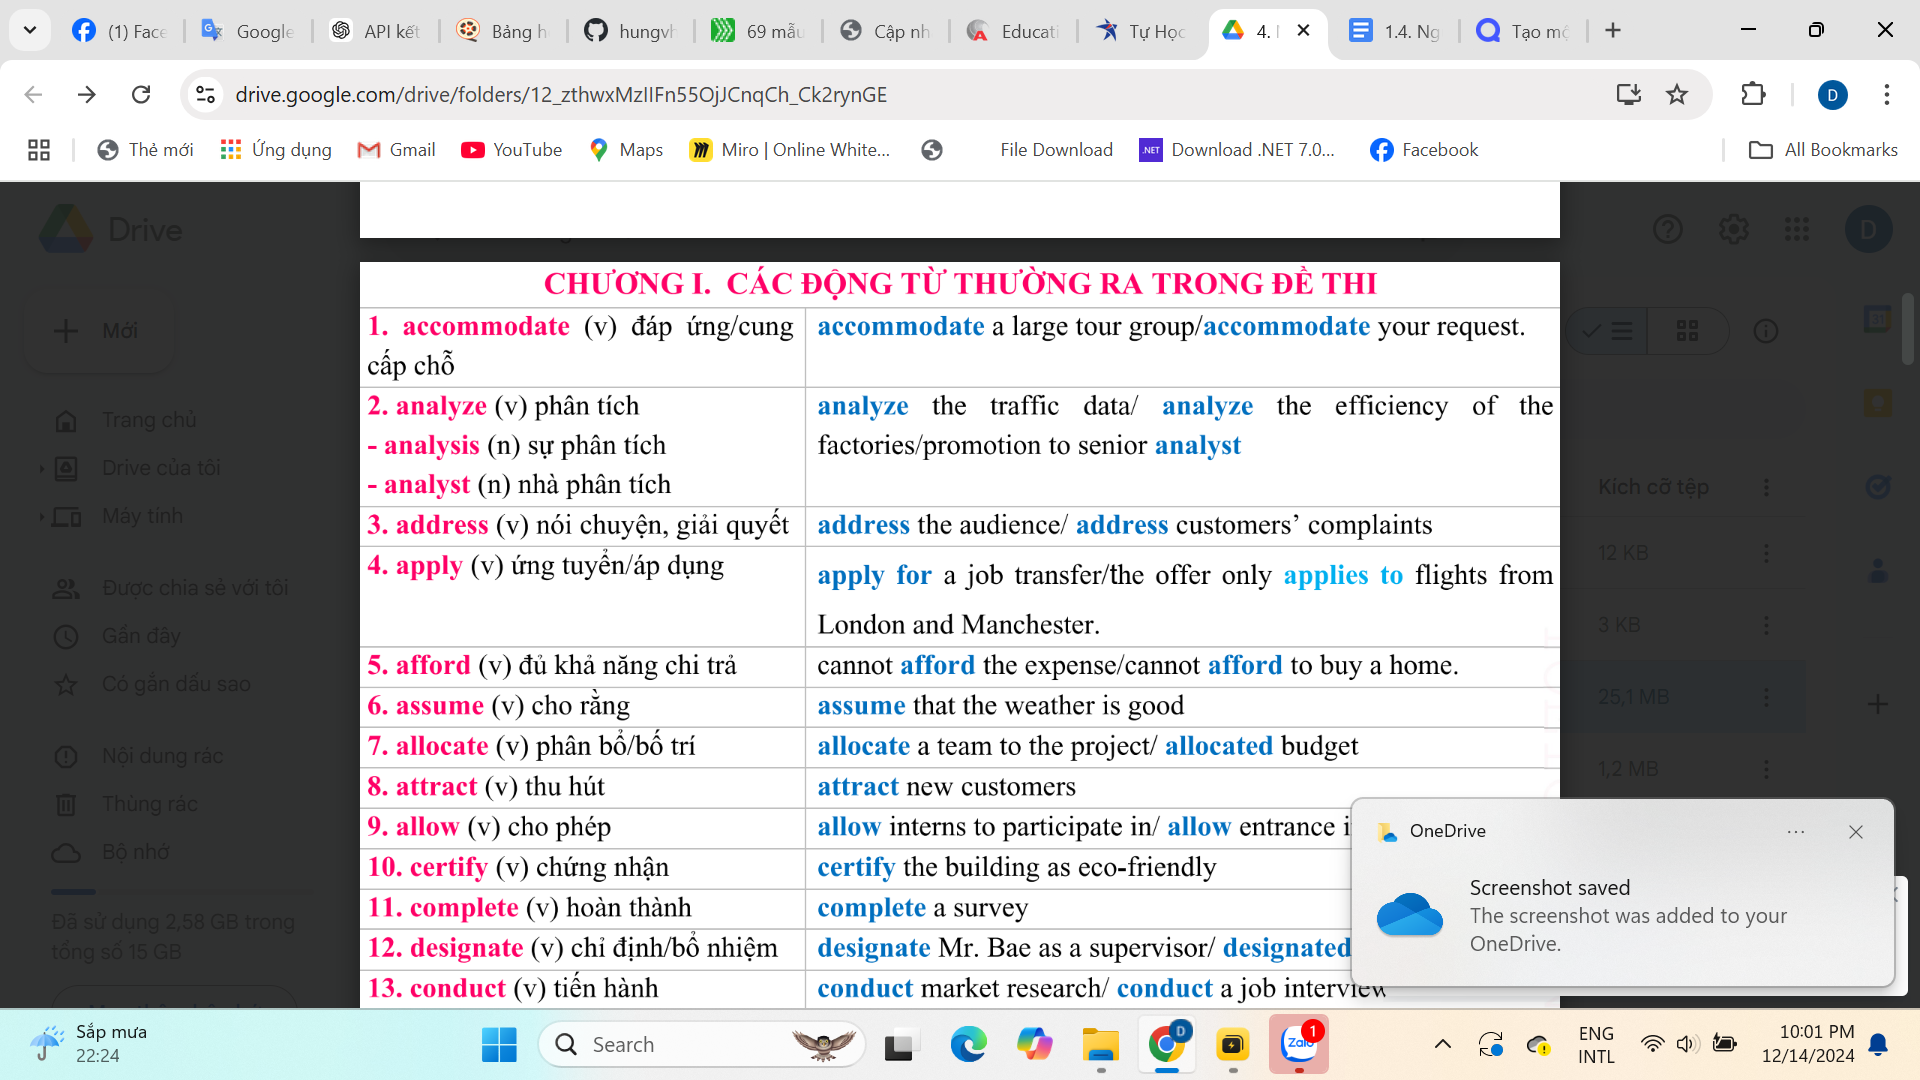 (1) Face
Google
API kết
Bảng h
hungvh
69 mẫu
Cập nh
Educati
Tự Học
4.
1.4. Ng
Tạo mộ
drive.google.com/drive/folders/12_zthwxMzIIFn55OjJCnqCh_Ck2rynGE
D
Thẻ mới
Ứng dụng
Gmail
YouTube
Maps
Miro | Online White...
File Download
.NET
Download .NET 7.0...
Facebook
All Bookmarks
Drive
D
Mới
Trang chủ
Drive của tôi
Máy tính
Được chia sẻ với tôi
Gần đây
Có gắn dấu sao
Nội dung rác
Thùng rác
Bộ nhớ
Đã sử dụng 2,58 GB trong
tổng số 15 GB
CHƯƠNG I. CÁC ĐỘNG TỪ THƯỜNG RA TRONG ĐỀ THI
1. accommodate (v) đáp ứng/cung
cấp chỗ
accommodate a large tour group/accommodate your request.
2. analyze (v) phân tích
- analysis (n) sự phân tích
- analyst (n) nhà phân tích
analyze the traffic data/ analyze the efficiency of the
factories/promotion to senior analyst
3. address (v) nói chuyện, giải quyết
address the audience/ address customers’ complaints
4. apply (v) ứng tuyển/áp dụng
apply for a job transfer/the offer only applies to flights from
London and Manchester.
5. afford (v) đủ khả năng chi trả
cannot afford the expense/cannot afford to buy a home.
6. assume (v) cho rằng
assume that the weather is good
7. allocate (v) phân bổ/bố trí
allocate a team to the project/ allocated budget
8. attract (v) thu hút
attract new customers
9. allow (v) cho phép
allow interns to participate in/ allow entrance i
10. certify (v) chứng nhận
certify the building as eco-friendly
11. complete (v) hoàn thành
complete a survey
12. designate (v) chỉ định/bổ nhiệm
designate Mr. Bae as a supervisor/ designated
13. conduct (v) tiến hành
conduct market research/ conduct a job interview
31
Kích cỡ tệp
12 KB
3 KB
25,1 MB
1,2 MB
OneDrive
Screenshot saved
The screenshot was added to your
OneDrive.
Sắp mưa
22:24
Search
D
Zalo
1
ENG
INTL
10:01 PM
12/14/2024